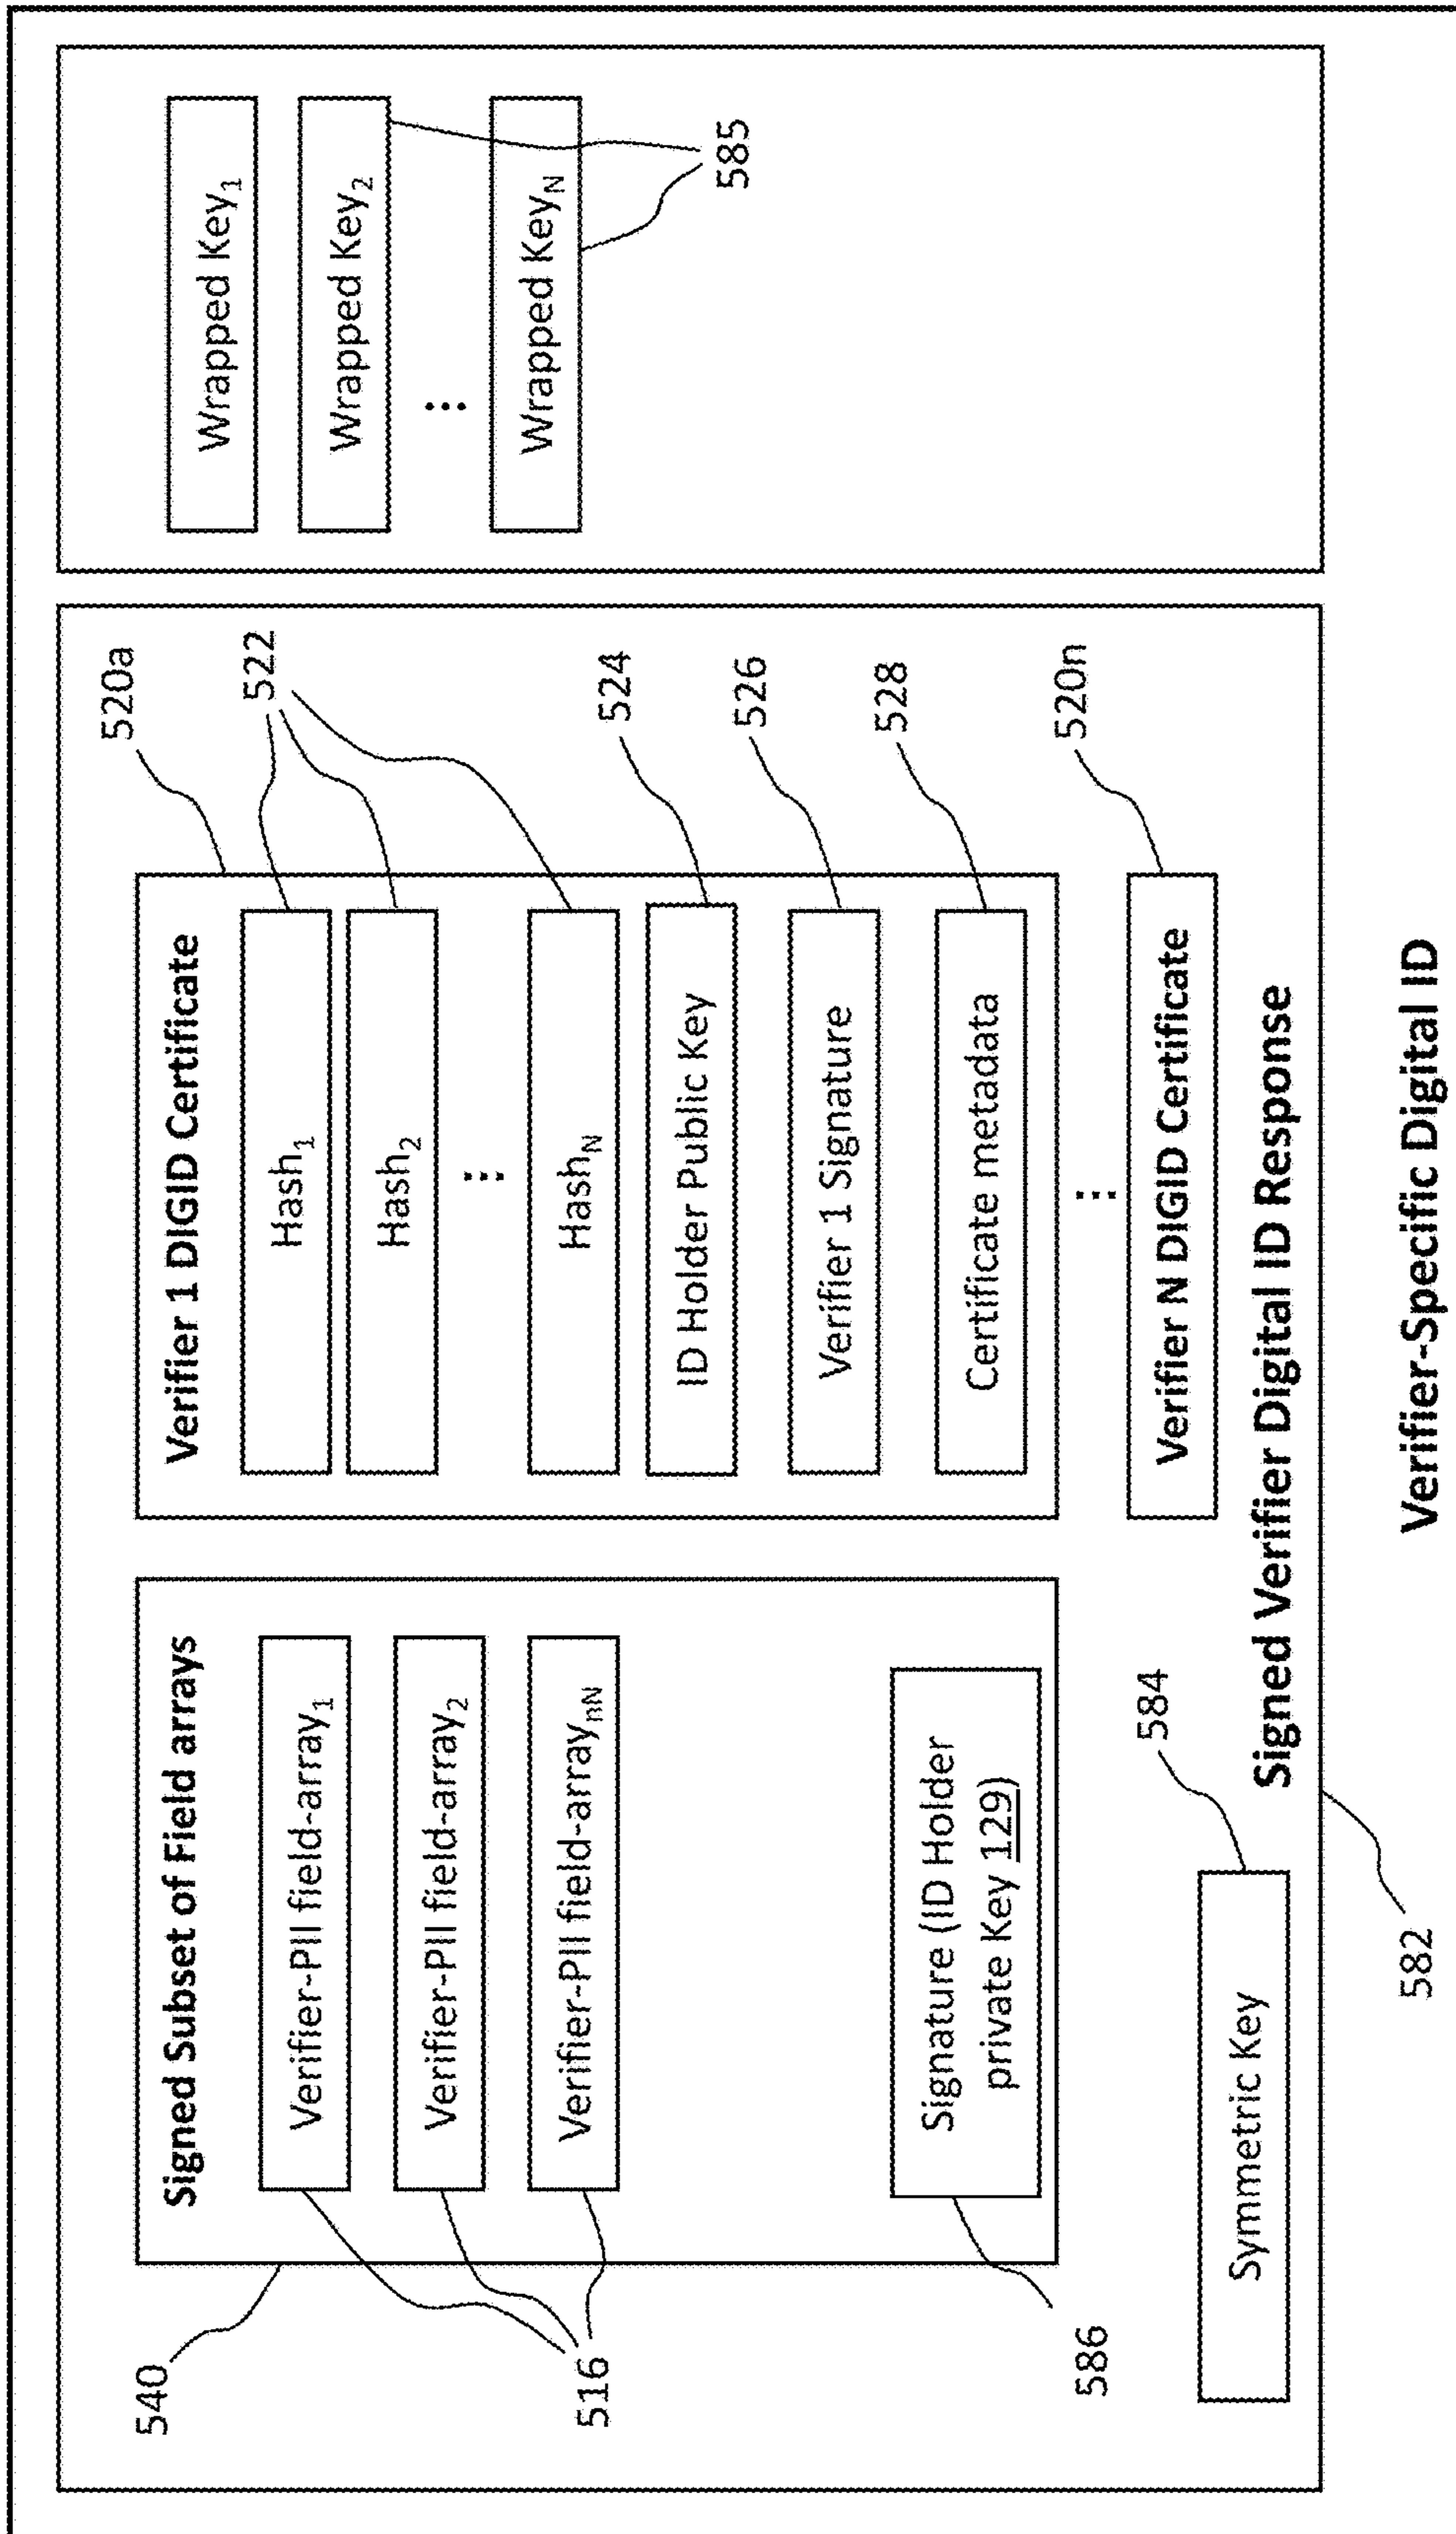 540
Signed Subset of Field arrays
Verifier-PII field-array₁
Verifier-PII field-array₂
Verifier-PII field-arrayₙN
516
Signature (ID Holder
private Key 129)
586
Verifier 1 DIGID Certificate
520a
Hash₁
Hash₂
⋮
Hash_N
522
ID Holder Public Key
524
Verifier 1 Signature
526
Certificate metadata
528
⋮
Verifier N DIGID Certificate
520n
Symmetric Key
584
Signed Verifier Digital ID Response
582
Wrapped Key₁
Wrapped Key₂
⋮
Wrapped Key_N
585
Verifier-Specific Digital ID